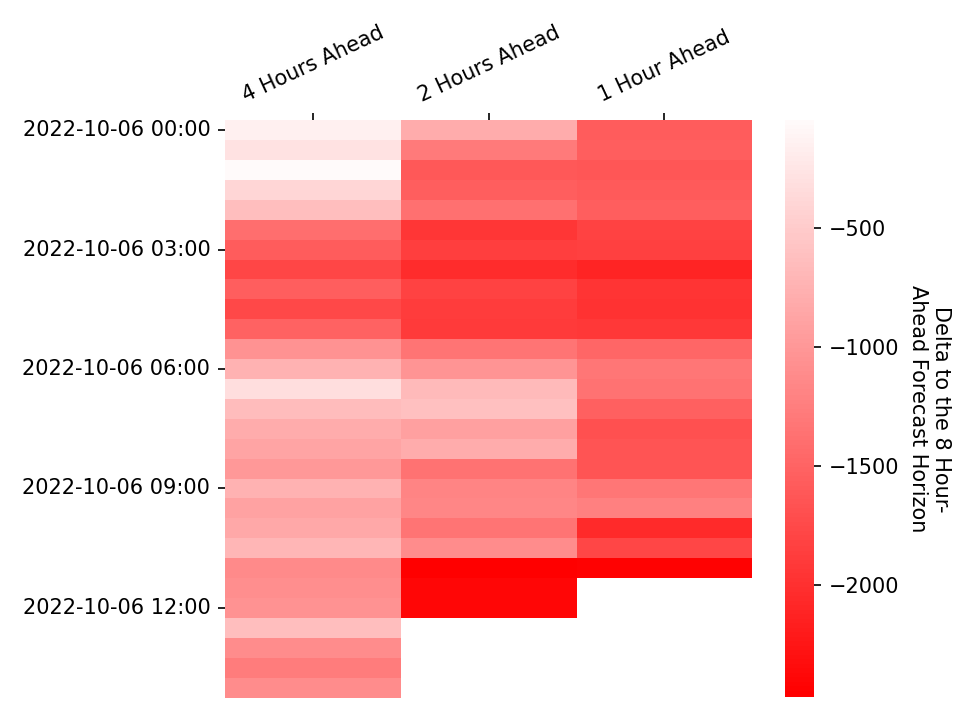 4 Hours Ahead
2 Hours Ahead
1 Hour Ahead
2022-10-06 00:00
2022-10-06 03:00
2022-10-06 06:00
2022-10-06 09:00
2022-10-06 12:00
−500
−1000
−1500
−2000
Delta to the 8 Hour-
Ahead Forecast Horizon